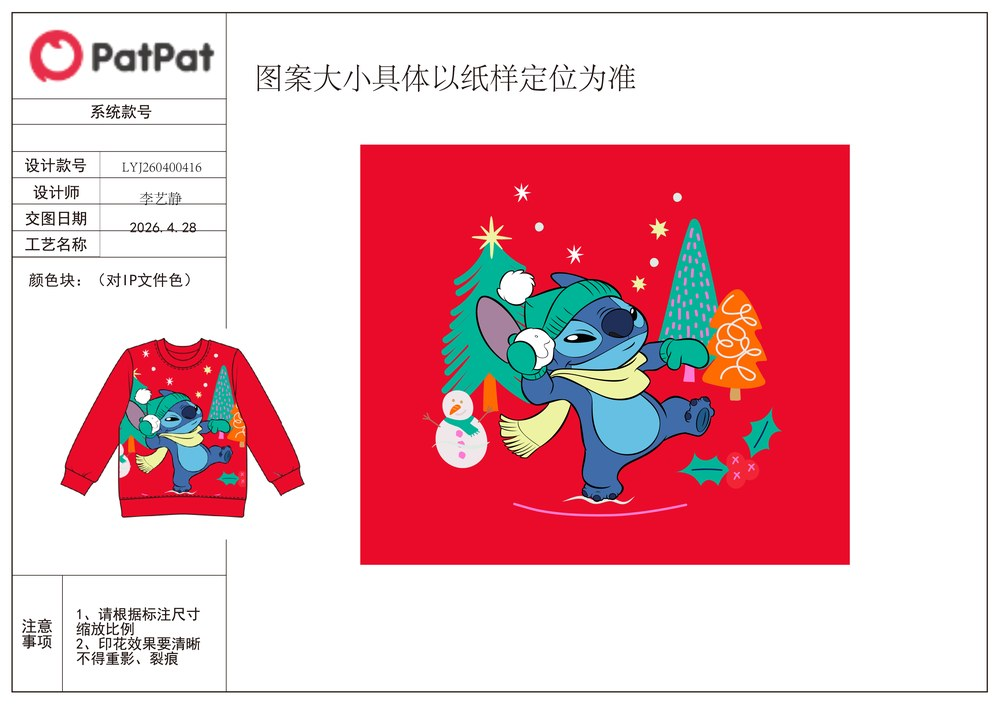 PatPat
图案大小具体以纸样定位为准
系统款号
设计款号 LYJ260400416
设计师 李艺静
交图日期 2026.4.28
工艺名称
颜色块：（对IP文件色）
注意事项
1、请根据标注尺寸
缩放比例
2、印花效果要清晰
不得重影、裂痕